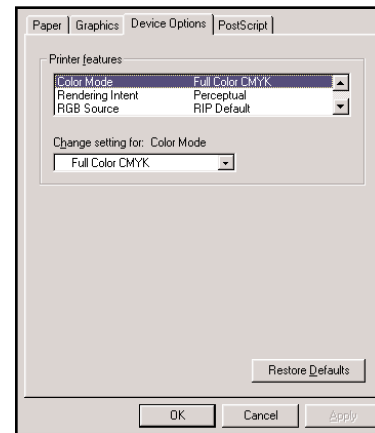 Paper Graphics Device Options PostScript
Printer features
Color Mode Full Color CMYK
Rendering Intent Perceptual
RGB Source RIP Default
Change setting for: Color Mode
Full Color CMYK
Restore Defaults
OK Cancel Apply